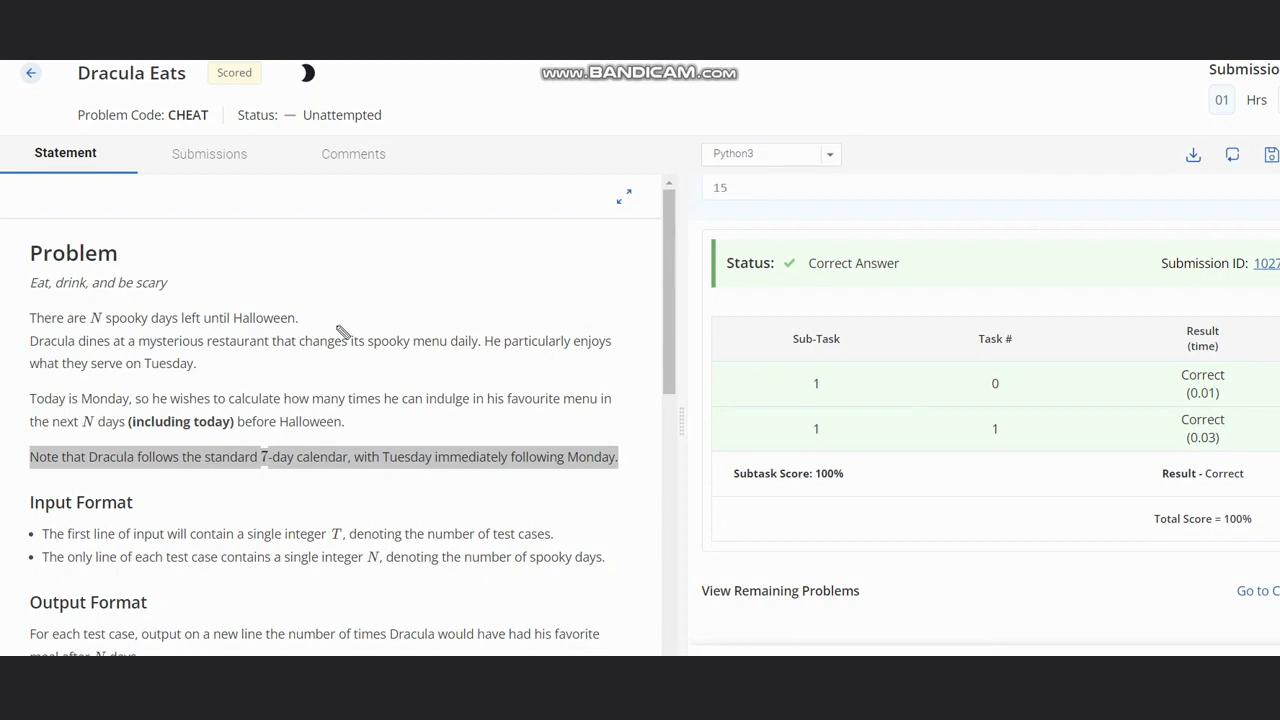 www.BANDICAM.com
Dracula Eats
Scored
Submissio
01 Hrs
Problem Code: CHEAT
Status: — Unattempted
Statement
Submissions
Comments
Python3
15
Problem
Eat, drink, and be scary
There are N spooky days left until Halloween.
Dracula dines at a mysterious restaurant that changes its spooky menu daily. He particularly enjoys
what they serve on Tuesday.
Today is Monday, so he wishes to calculate how many times he can indulge in his favourite menu in
the next N days (including today) before Halloween.
Note that Dracula follows the standard 7-day calendar, with Tuesday immediately following Monday.
Input Format
• The first line of input will contain a single integer T, denoting the number of test cases.
• The only line of each test case contains a single integer N, denoting the number of spooky days.
Output Format
For each test case, output on a new line the number of times Dracula would have had his favorite
meal after N days.
Status: ✓ Correct Answer
Submission ID: 1027
Sub-Task
Task #
Result
(time)
1
0
Correct
(0.01)
1
1
Correct
(0.03)
Subtask Score: 100%
Result - Correct
Total Score = 100%
View Remaining Problems
Go to C